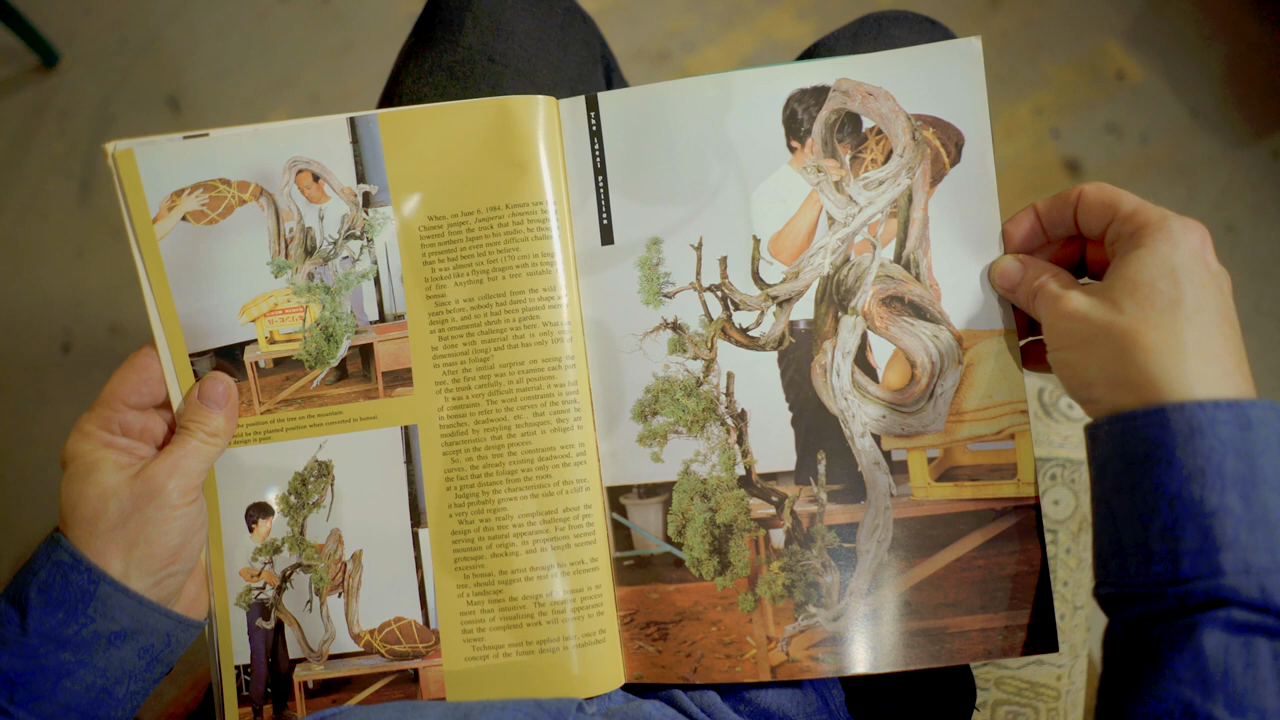 The ideal position
When, on June 6, 1984, Kimura saw
Chinese juniper, Juniperus chinensis
lowered from the truck that had
from northern Japan to his studio, he
it presented an even more difficult
than he had been led to believe.
It was almost six feet (170 cm) in
It looked like a flying dragon with its
of fire. Anything but a tree suitable
bonsai.
Since it was collected from the wild
years before, nobody had dared to shape
design it, and so it had been planted
as an ornamental shrub in a garden.
But now the challenge was here. What
be done with material that is only
dimensional (long) and that has only 10%
its mass as foliage?
After the initial surprise on seeing the
tree, the first step was to examine each part
of the trunk carefully, in all positions.
It was a very difficult material; it was full
of constraints. The word constraints is used
in bonsai to refer to the curves of the trunk,
branches, deadwood, etc., that cannot be
modified by restyling techniques; they are
characteristics that the artist is obliged to
accept in the design process.
So, on this tree the constraints were its
curves, the already existing deadwood, and
the fact that the foliage was only on the apex
at a great distance from the roots.
Judging by the characteristics of this tree,
it had probably grown on the side of a cliff in
a very cold region.
What was really complicated about the
design of this tree was the challenge of pre-
serving its natural appearance. Far from the
mountain of origin, its proportions seemed
grotesque, shocking, and its length seemed
excessive.
In bonsai, the artist through his work, the
tree, should suggest the rest of the elements
of a landscape.
Many times the design of a bonsai is no
more than intuitive. The creative process
consists of visualizing the final appearance
that the completed work will convey to the
viewer.
Technique must be applied later, once the
concept of the future design is established
position of the tree on the mountain.
be the planted position when converted to bonsai.
design is poor.